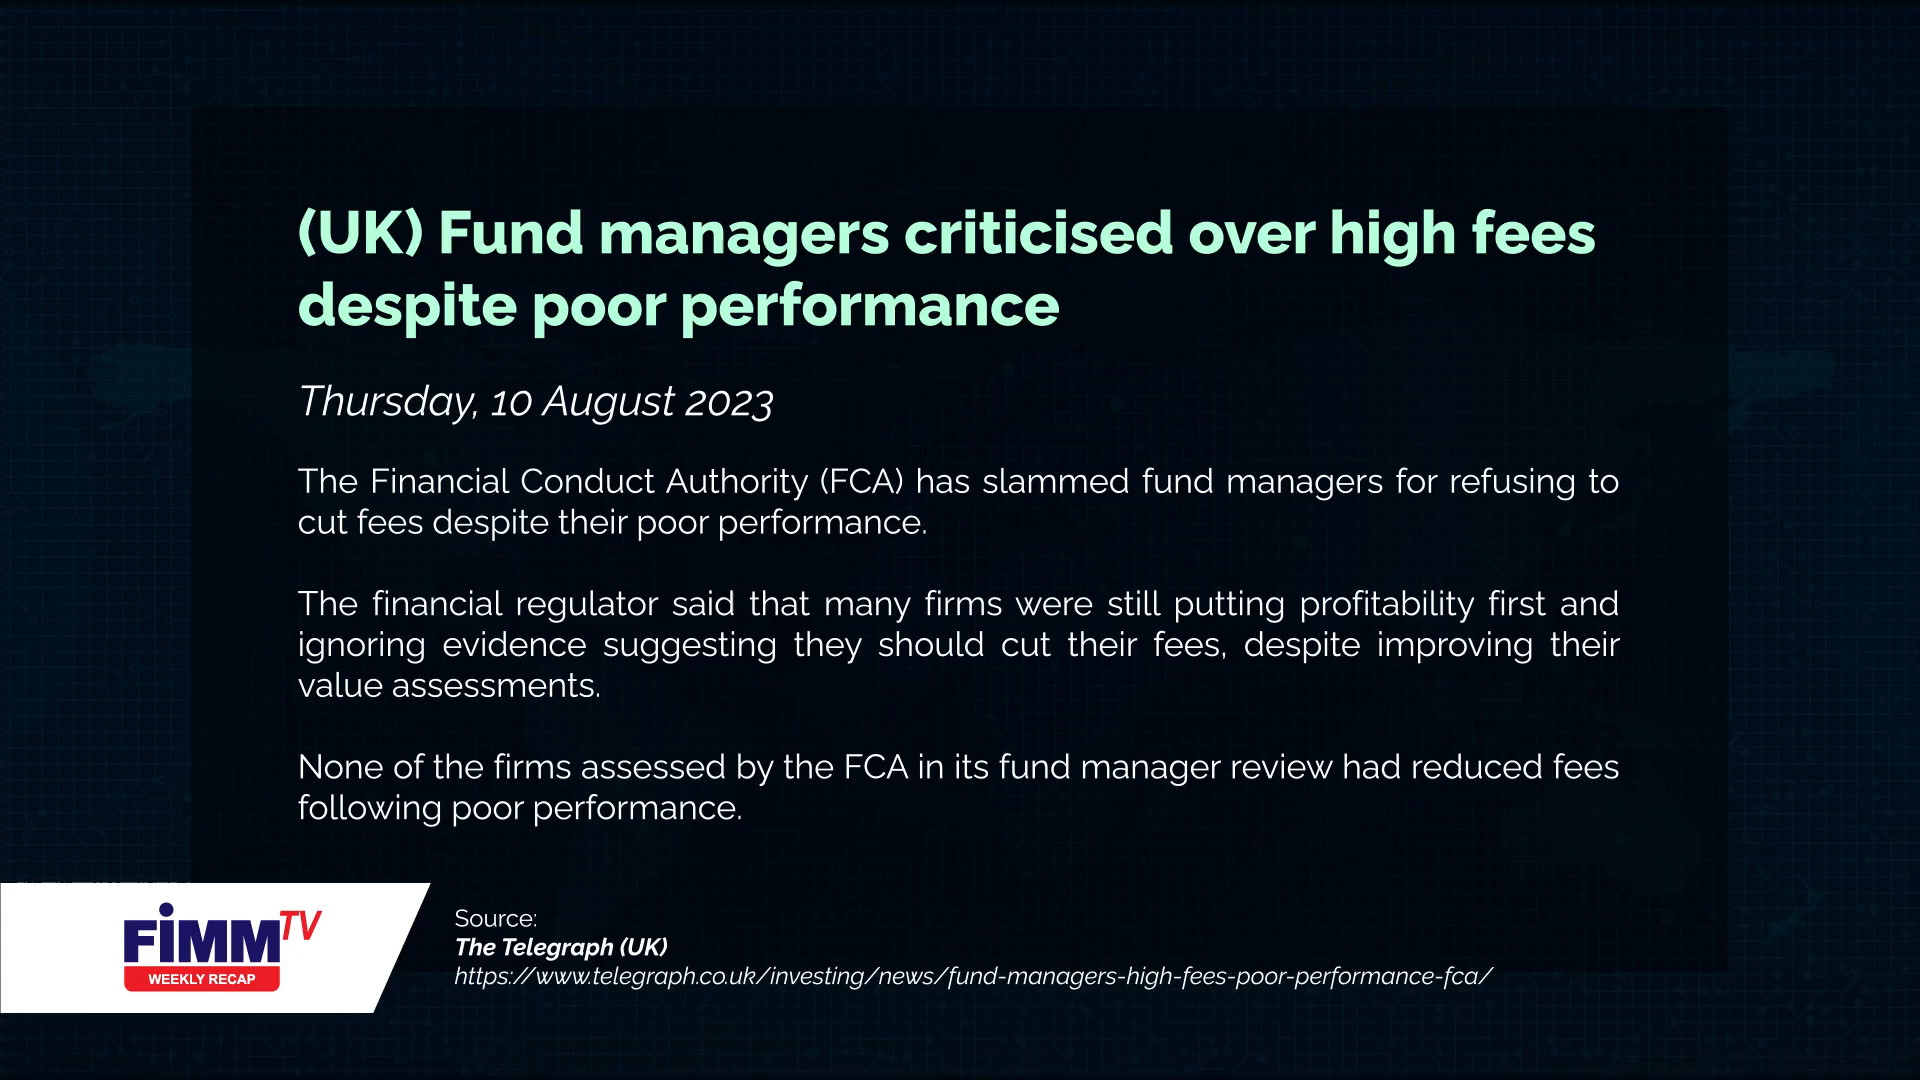 (UK) Fund managers criticised over high fees
despite poor performance
Thursday, 10 August 2023
The Financial Conduct Authority (FCA) has slammed fund managers for refusing to
cut fees despite their poor performance.
The financial regulator said that many firms were still putting profitability first and
ignoring evidence suggesting they should cut their fees, despite improving their
value assessments.
None of the firms assessed by the FCA in its fund manager review had reduced fees
following poor performance.
FiMM TV
WEEKLY RECAP
Source:
The Telegraph (UK)
https://www.telegraph.co.uk/investing/news/fund-managers-high-fees-poor-performance-fca/